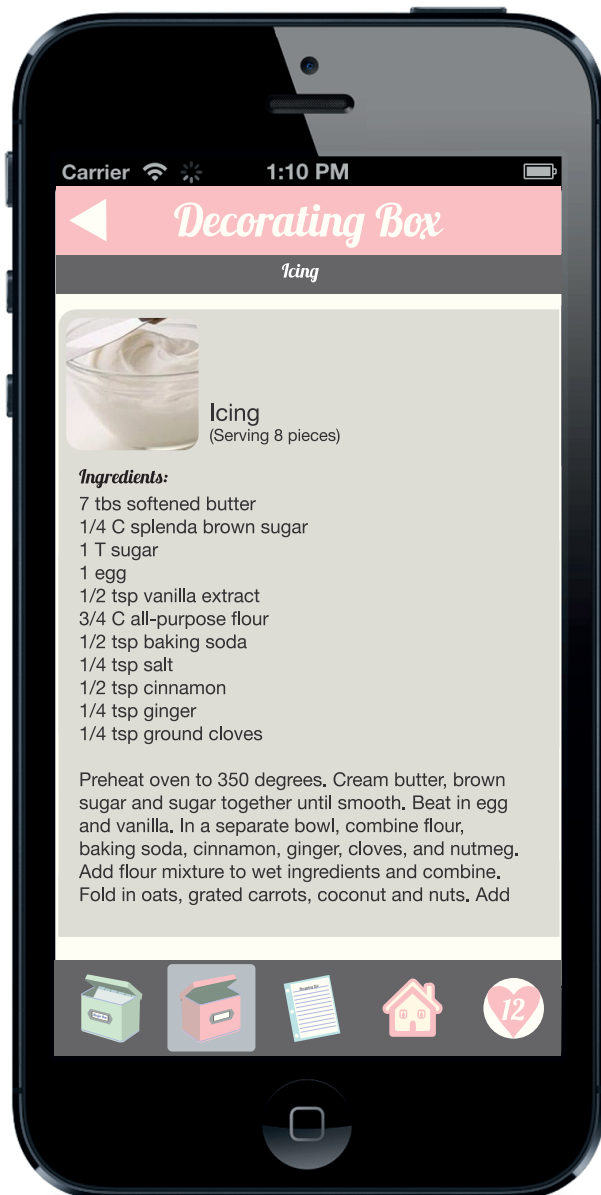 Carrier 1:10 PM
Decorating Box
Icing
Icing
(Serving 8 pieces)
Ingredients:
7 tbs softened butter
1/4 C splenda brown sugar
1 T sugar
1 egg
1/2 tsp vanilla extract
3/4 C all-purpose flour
1/2 tsp baking soda
1/4 tsp salt
1/2 tsp cinnamon
1/4 tsp ginger
1/4 tsp ground cloves
Preheat oven to 350 degrees. Cream butter, brown
sugar and sugar together until smooth. Beat in egg
and vanilla. In a separate bowl, combine flour,
baking soda, cinnamon, ginger, cloves, and nutmeg.
Add flour mixture to wet ingredients and combine.
Fold in oats, grated carrots, coconut and nuts. Add
12